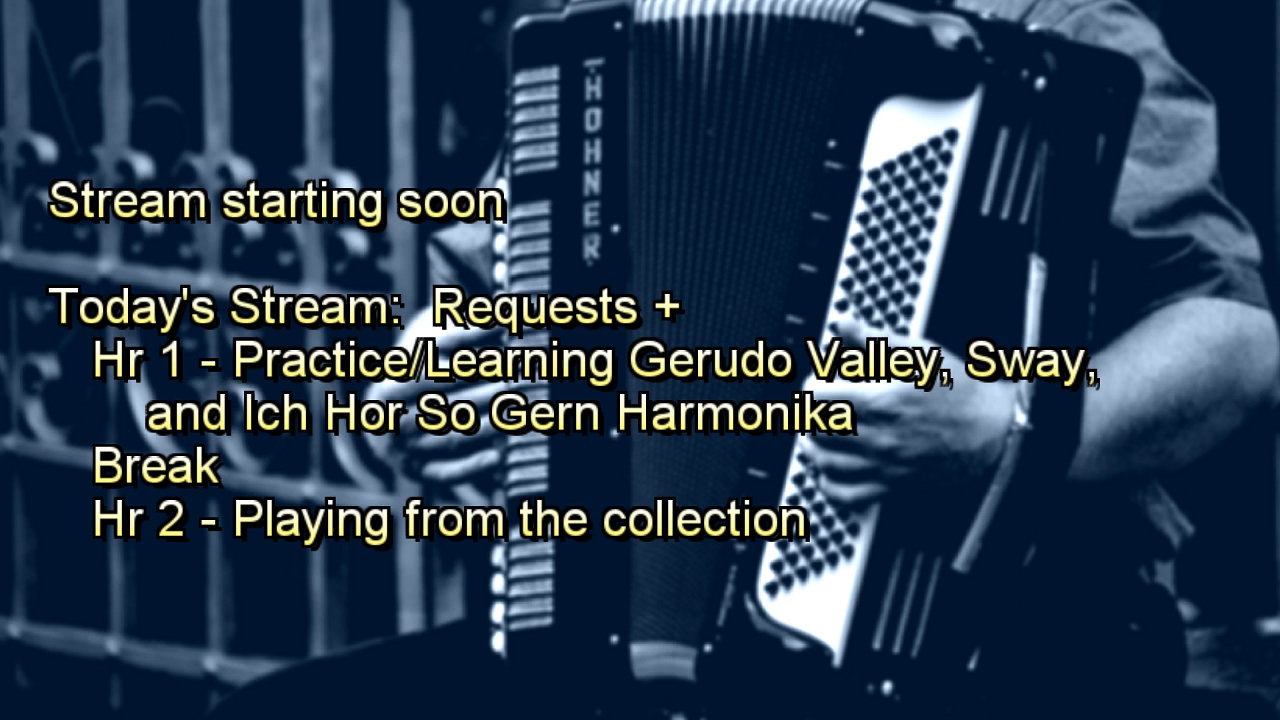 HOHNER
Stream starting soon
Today's Stream:  Requests +
Hr 1 - Practice/Learning Gerudo Valley, Sway,
and Ich Hor So Gern Harmonika
Break
Hr 2 - Playing from the collection